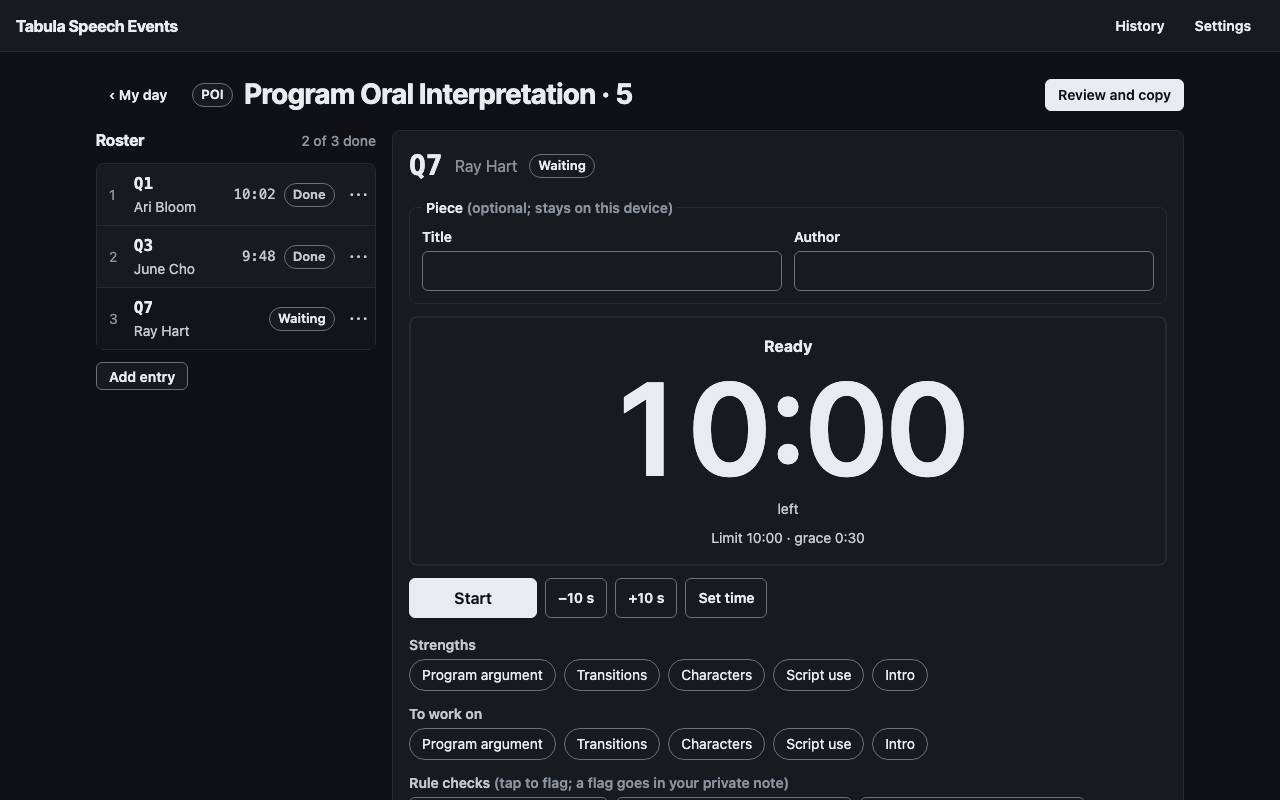 Tabula Speech Events
History
Settings
‹ My day
POI
Program Oral Interpretation · 5
Review and copy
Roster
2 of 3 done
1
Q1
Ari Bloom
10:02
Done
···
2
Q3
June Cho
9:48
Done
···
3
Q7
Ray Hart
Waiting
···
Add entry
Q7
Ray Hart
Waiting
Piece (optional; stays on this device)
Title
Author
Ready
10:00
left
Limit 10:00 · grace 0:30
Start
−10 s
+10 s
Set time
Strengths
Program argument
Transitions
Characters
Script use
Intro
To work on
Program argument
Transitions
Characters
Script use
Intro
Rule checks (tap to flag; a flag goes in your private note)